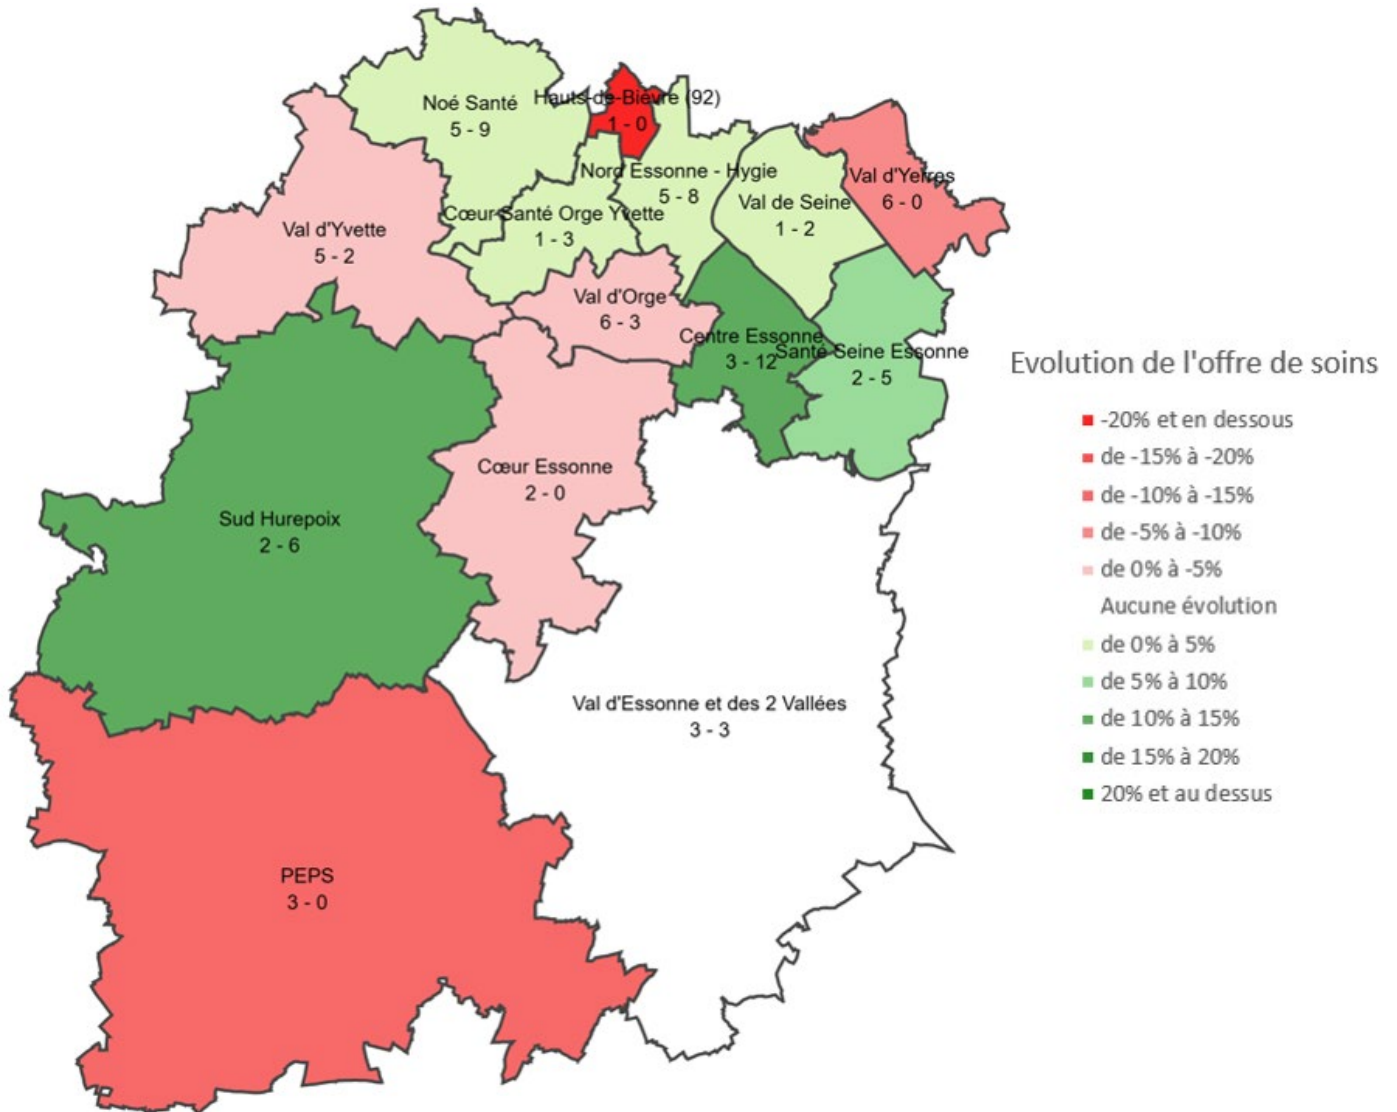 Noé Santé
5 - 9
Hauts-de-Bièvre (92)
1 - 0
Nord Essonne - Hygie
5 - 8
Val d'Yerres
6 - 0
Val de Seine
1 - 2
Cœur Santé Orge Yvette
1 - 3
Val d'Yvette
5 - 2
Val d'Orge
6 - 3
Centre Essonne
3 - 12
Santé Seine Essonne
2 - 5
Cœur Essonne
2 - 0
Sud Hurepoix
2 - 6
Val d'Essonne et des 2 Vallées
3 - 3
PEPS
3 - 0
Evolution de l'offre de soins
-20% et en dessous
de -15% à -20%
de -10% à -15%
de -5% à -10%
de 0% à -5%
Aucune évolution
de 0% à 5%
de 5% à 10%
de 10% à 15%
de 15% à 20%
20% et au dessus